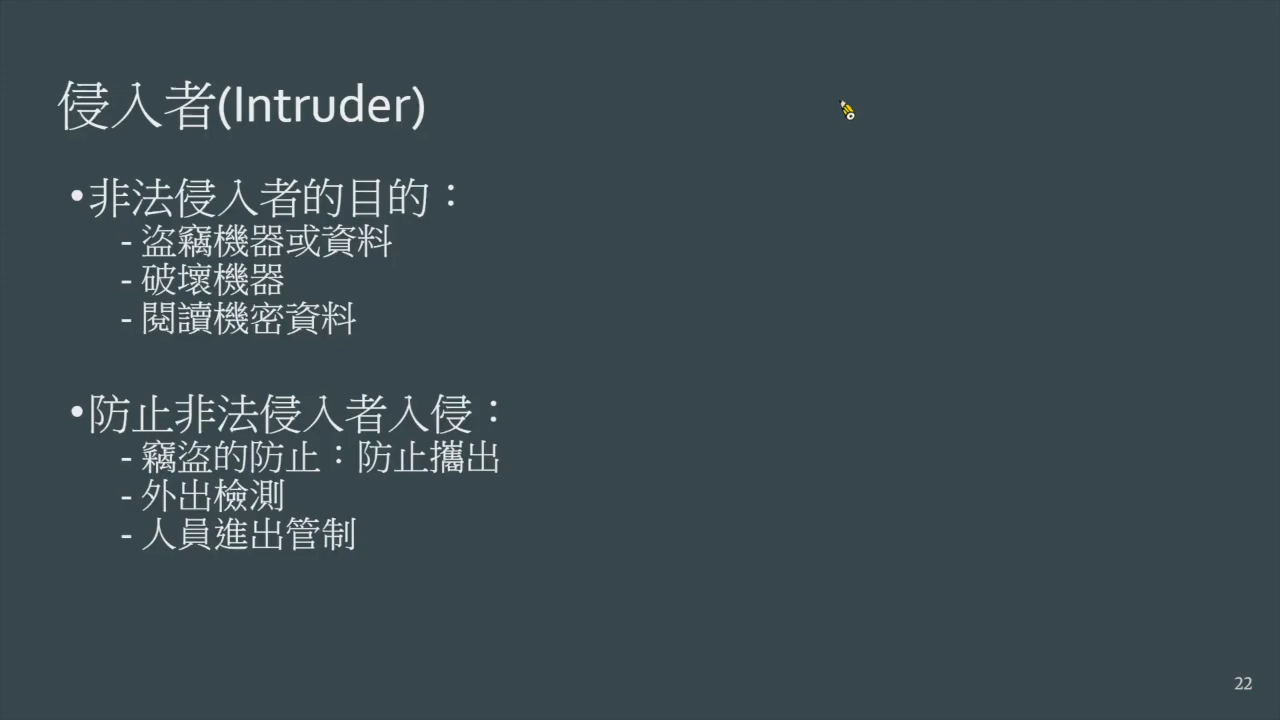 侵入者(Intruder)
•非法侵入者的目的：
- 盜竊機器或資料
- 破壞機器
- 閱讀機密資料
•防止非法侵入者入侵：
- 竊盜的防止：防止攜出
- 外出檢測
- 人員進出管制
22